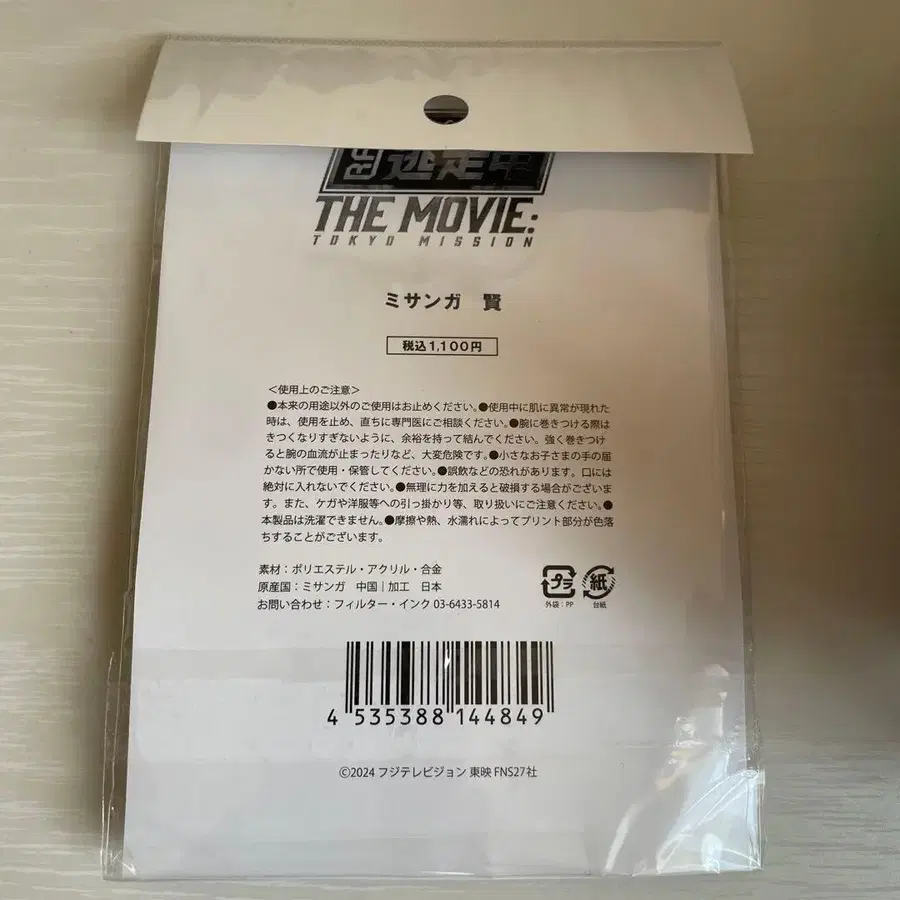 逃走中
THE MOVIE:
TOKYO MISSION
ミサンガ 賢
税込1,100円
＜使用上のご注意＞
●本来の用途以外のご使用はお止めください。●使用中に肌に異常が現れた
時は、使用を止め、直ちに専門医にご相談ください。●腕に巻きつける際は
きつくなりすぎないように、余裕を持って結んでください。強く巻きつけ
ると腕の血流が止まったりなど、大変危険です。●小さなお子さまの手の届
かない所で使用・保管してください。●誤飲などの恐れがあります。口には
絶対に入れないでください。●無理に力を加えると破損する場合がございま
す。また、ケガや洋服等への引っ掛かり等、取り扱いにご注意ください。●
本製品は洗濯できません。●摩擦や熱、水濡れによってプリント部分が色落
ちすることがございます。
素材：ポリエステル・アクリル・合金
原産国：ミサンガ 中国｜加工 日本
お問い合わせ：フィルター・インク 03-6433-5814
プラ 紙
外袋：PP 台紙
4 535388 144849
©2024 フジテレビジョン 東映 FNS27社